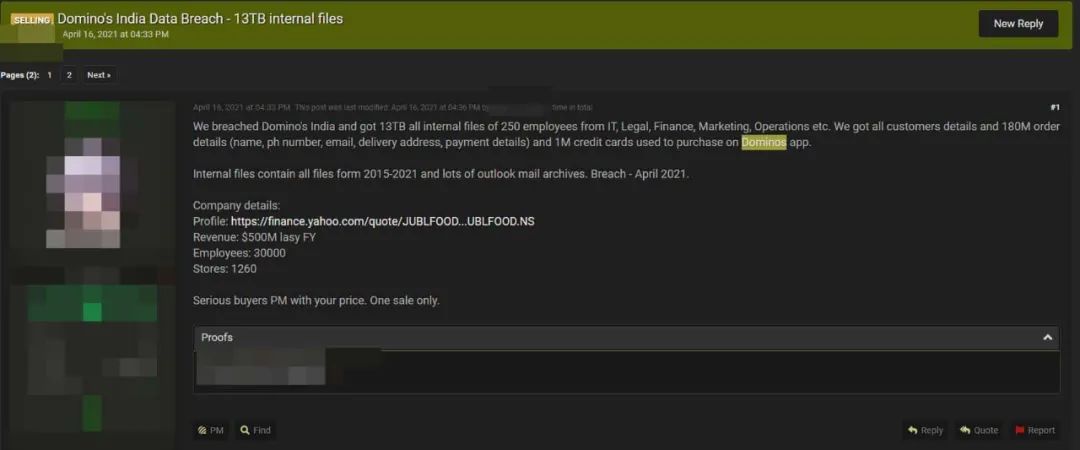 SELLING Domino's India Data Breach - 13TB internal files
April 16, 2021 at 04:33 PM
New Reply
Pages (2): 1 2 Next »
April 16, 2021 at 04:33 PM This post was last modified: April 16, 2021 at 04:36 PM by time in total
#1
We breached Domino's India and got 13TB all internal files of 250 employees from IT, Legal, Finance, Marketing, Operations etc. We got all customers details and 180M order
details (name, ph number, email, delivery address, payment details) and 1M credit cards used to purchase on Dominos app.
Internal files contain all files form 2015-2021 and lots of outlook mail archives. Breach - April 2021.
Company details:
Profile: https://finance.yahoo.com/quote/JUBLFOOD...UBLFOOD.NS
Revenue: $500M lasy FY
Employees: 30000
Stores: 1260
Serious buyers PM with your price. One sale only.
Proofs
PM Find
Reply Quote Report